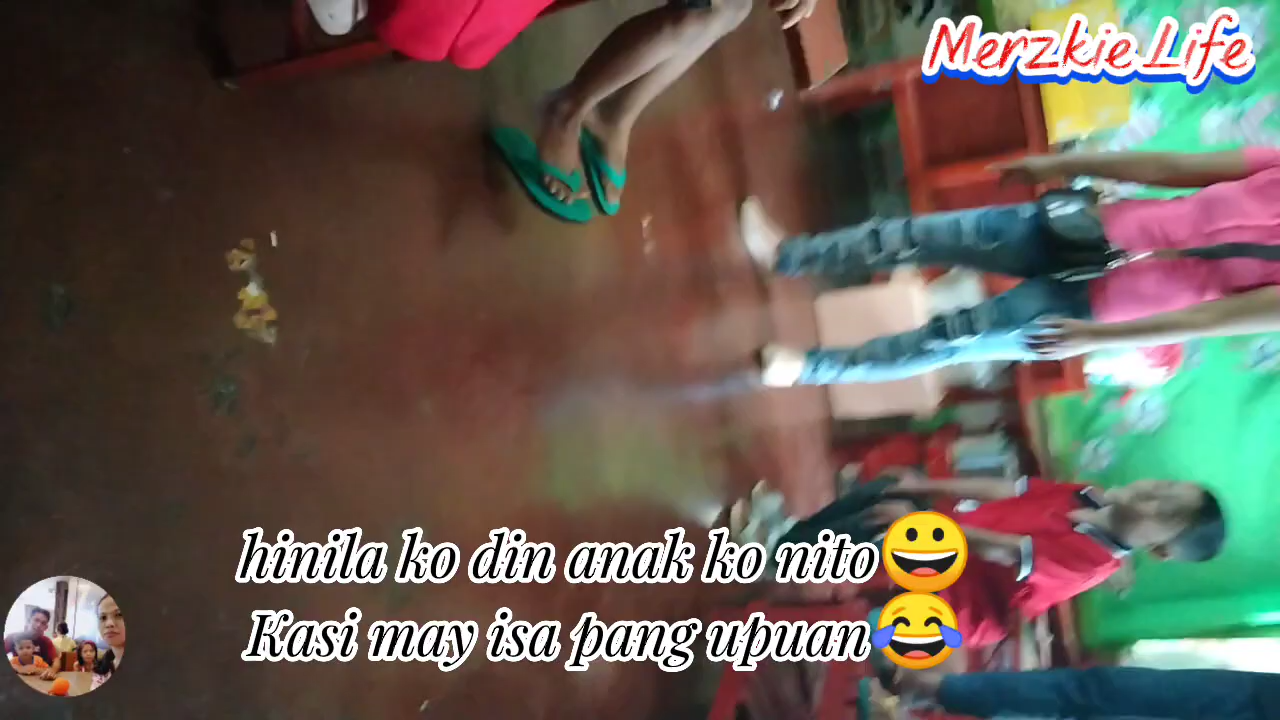 Merzkie Life
hinila ko din anak ko nito😀
Kasi may isa pang upuan😂